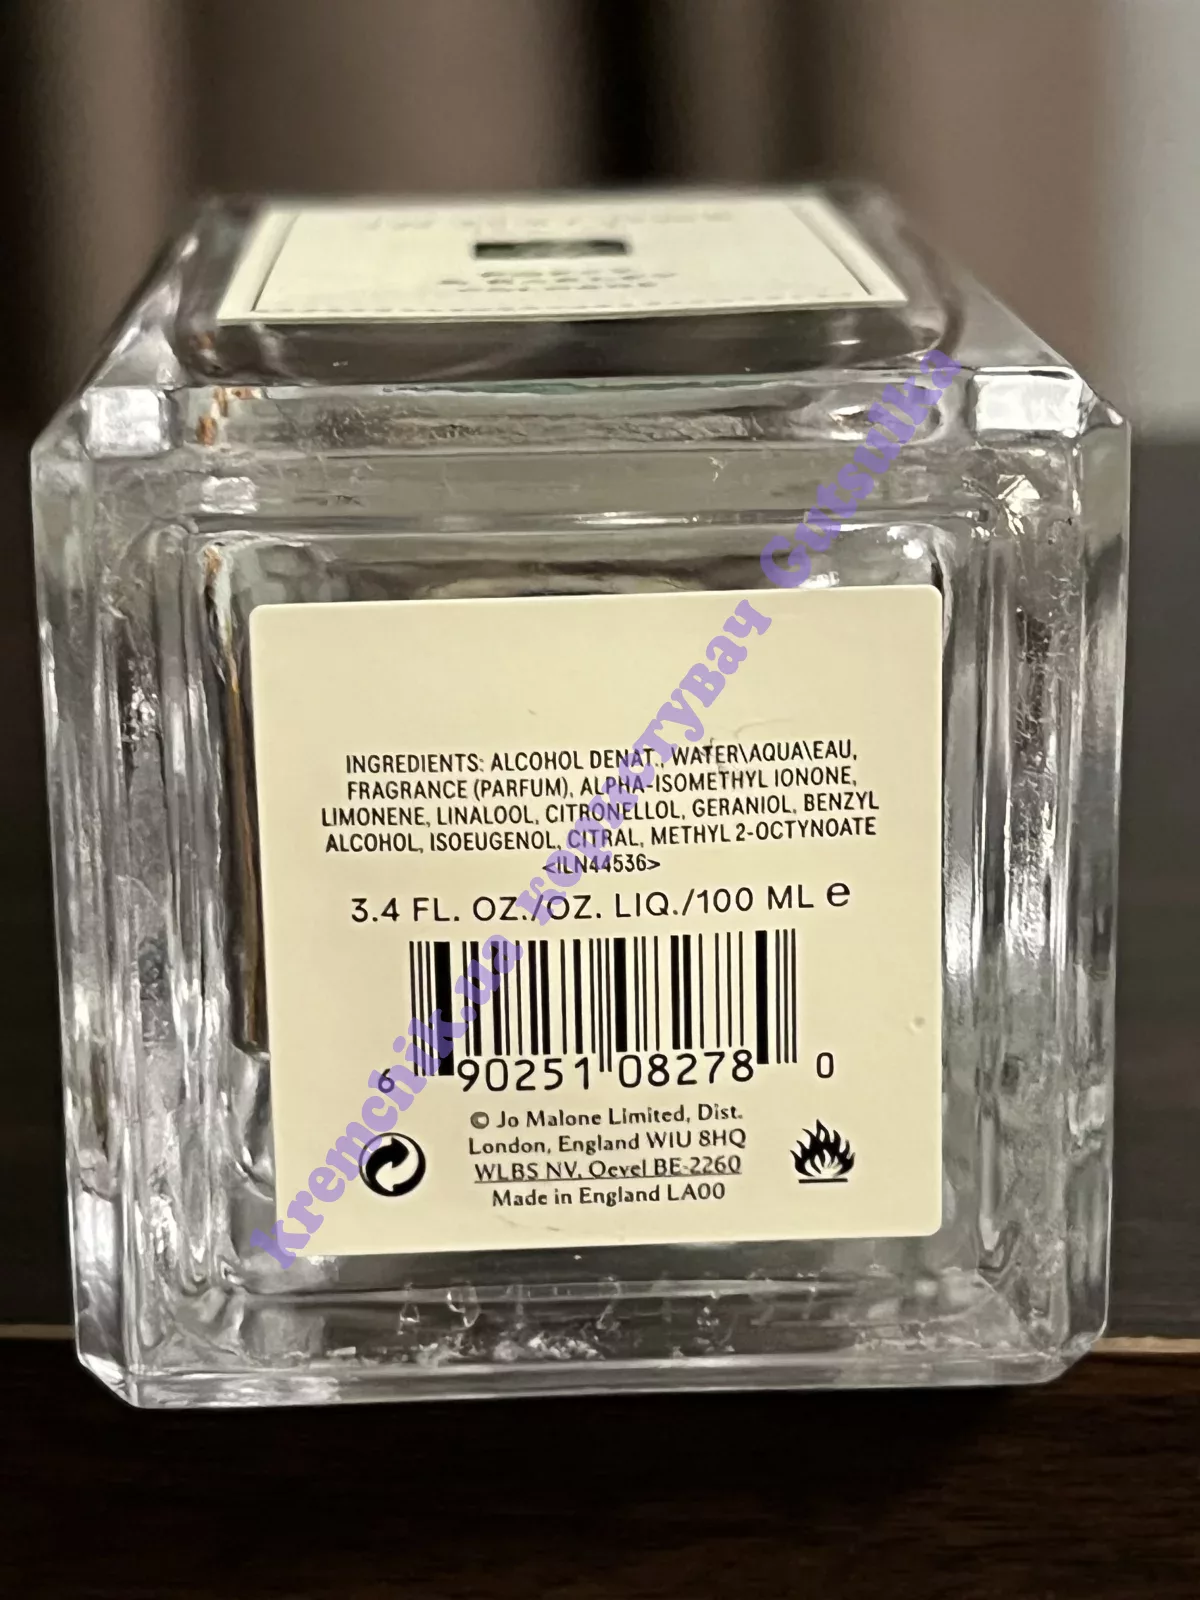 INGREDIENTS: ALCOHOL DENAT., WATER\AQUA\EAU,
FRAGRANCE (PARFUM), ALPHA-ISOMETHYL IONONE,
LIMONENE, LINALOOL, CITRONELLOL, GERANIOL, BENZYL
ALCOHOL, ISOEUGENOL, CITRAL, METHYL 2-OCTYNOATE
<ILN44536>
3.4 FL. OZ./OZ. LIQ./100 ML e
6 90251 08278 0
© Jo Malone Limited, Dist.
London, England W1U 8HQ
WLBS NV, Oevel BE-2260
Made in England LA00
kremchik.ua користувач Gutsulka